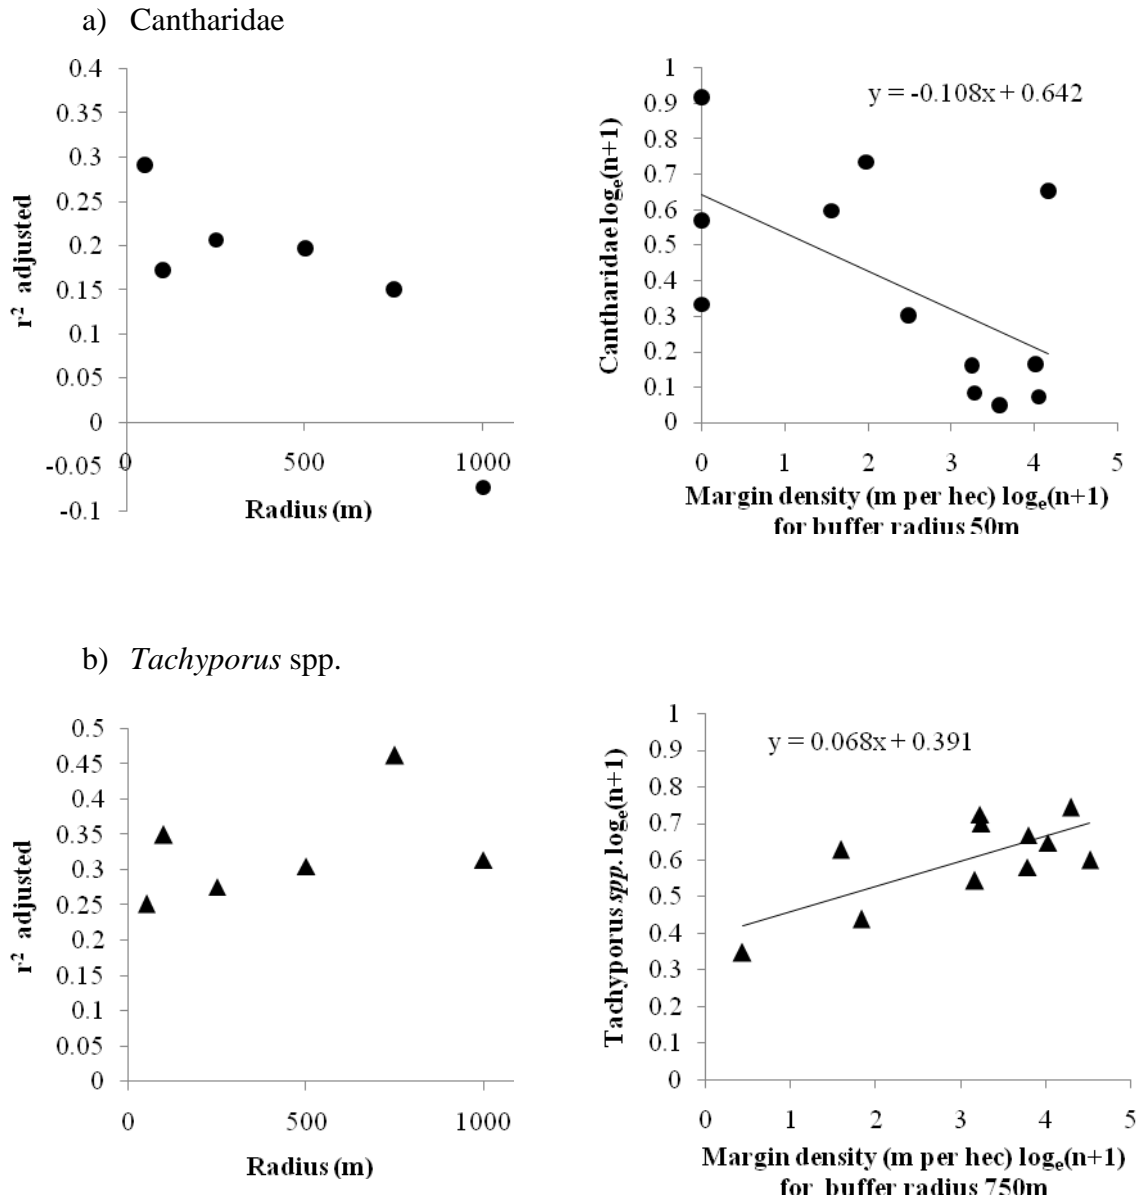 a) Cantharidae
0.4
0.35
0.3
0.25
0.2
0.15
0.1
0.05
0
-0.05
-0.1
0 500 1000
r² adjusted
Radius (m)
1
0.9
0.8
0.7
0.6
0.5
0.4
0.3
0.2
0.1
0
0 1 2 3 4 5
y = -0.108x + 0.642
Cantharidae logₑ(n+1)
Margin density (m per hec) logₑ(n+1)
for buffer radius 50m
b) Tachyporus spp.
0.5
0.45
0.4
0.35
0.3
0.25
0.2
0.15
0.1
0.05
0
0 500 1000
r² adjusted
Radius (m)
1
0.9
0.8
0.7
0.6
0.5
0.4
0.3
0.2
0.1
0
0 1 2 3 4 5
y = 0.068x + 0.391
Tachyporus spp. logₑ(n+1)
Margin density (m per hec) logₑ(n+1)
for buffer radius 750m